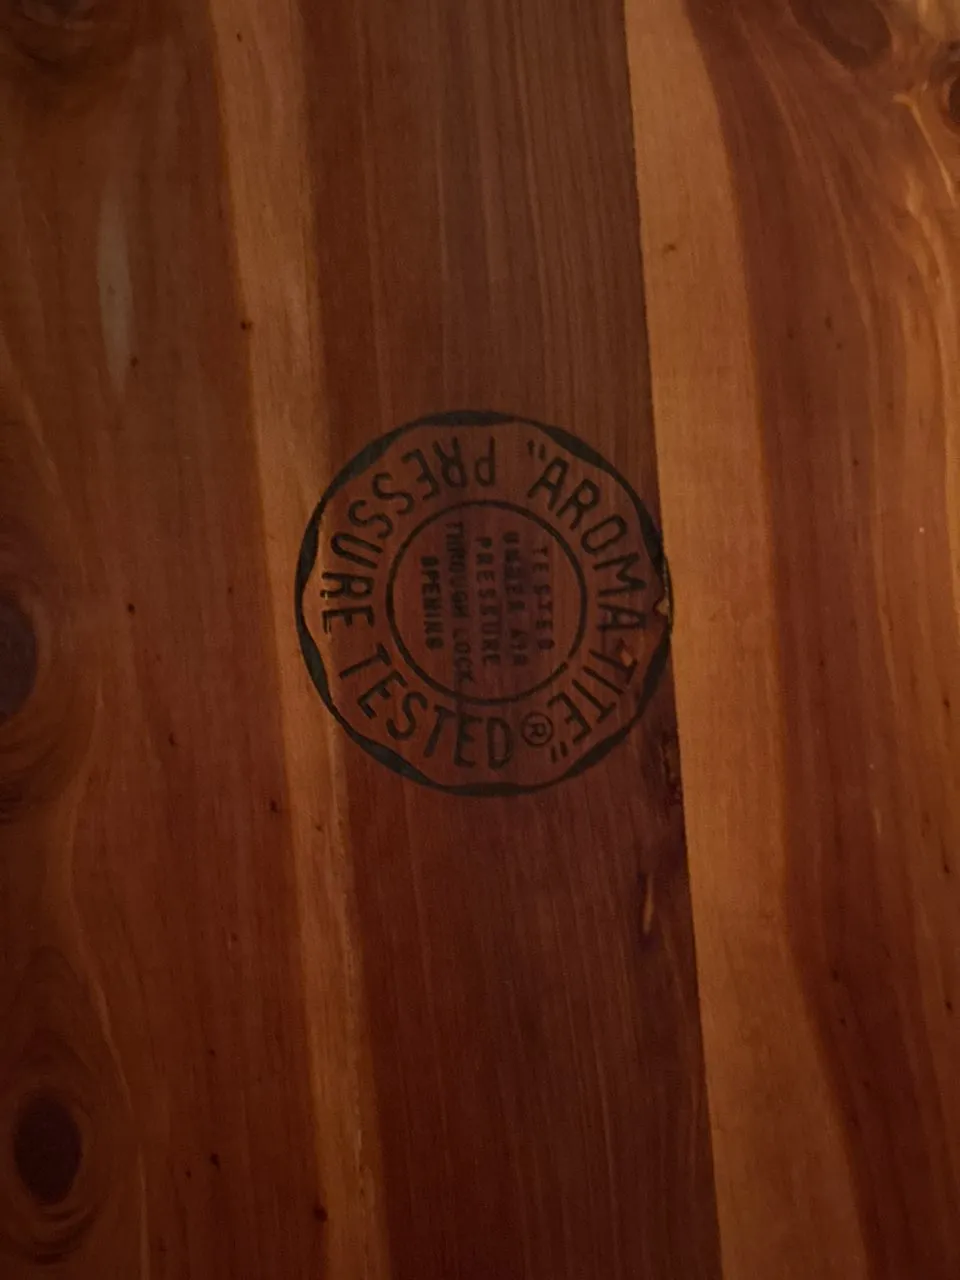 "AROMA-TITE"®
PRESSURE TESTED
TESTED
UNDER AIR
PRESSURE
THROUGH LOCK
OPENING